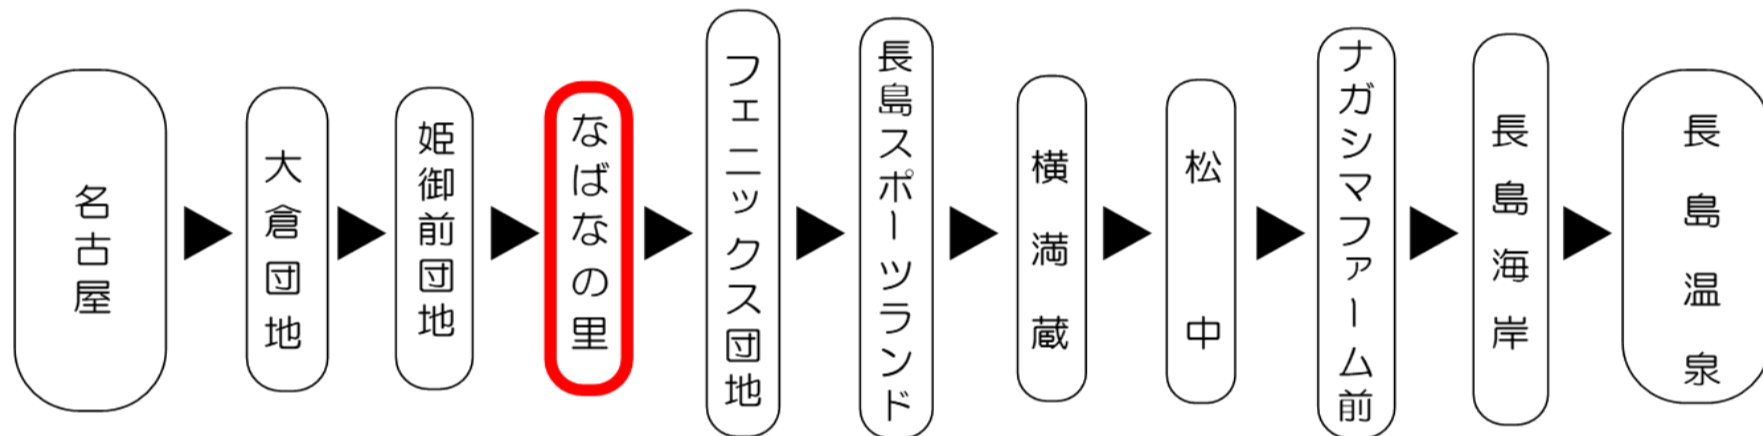 名古屋
大倉団地
姫御前団地
なばなの里
フェニックス団地
長島スポーツランド
横満蔵
松中
ナガシマファーム前
長島海岸
長島温泉